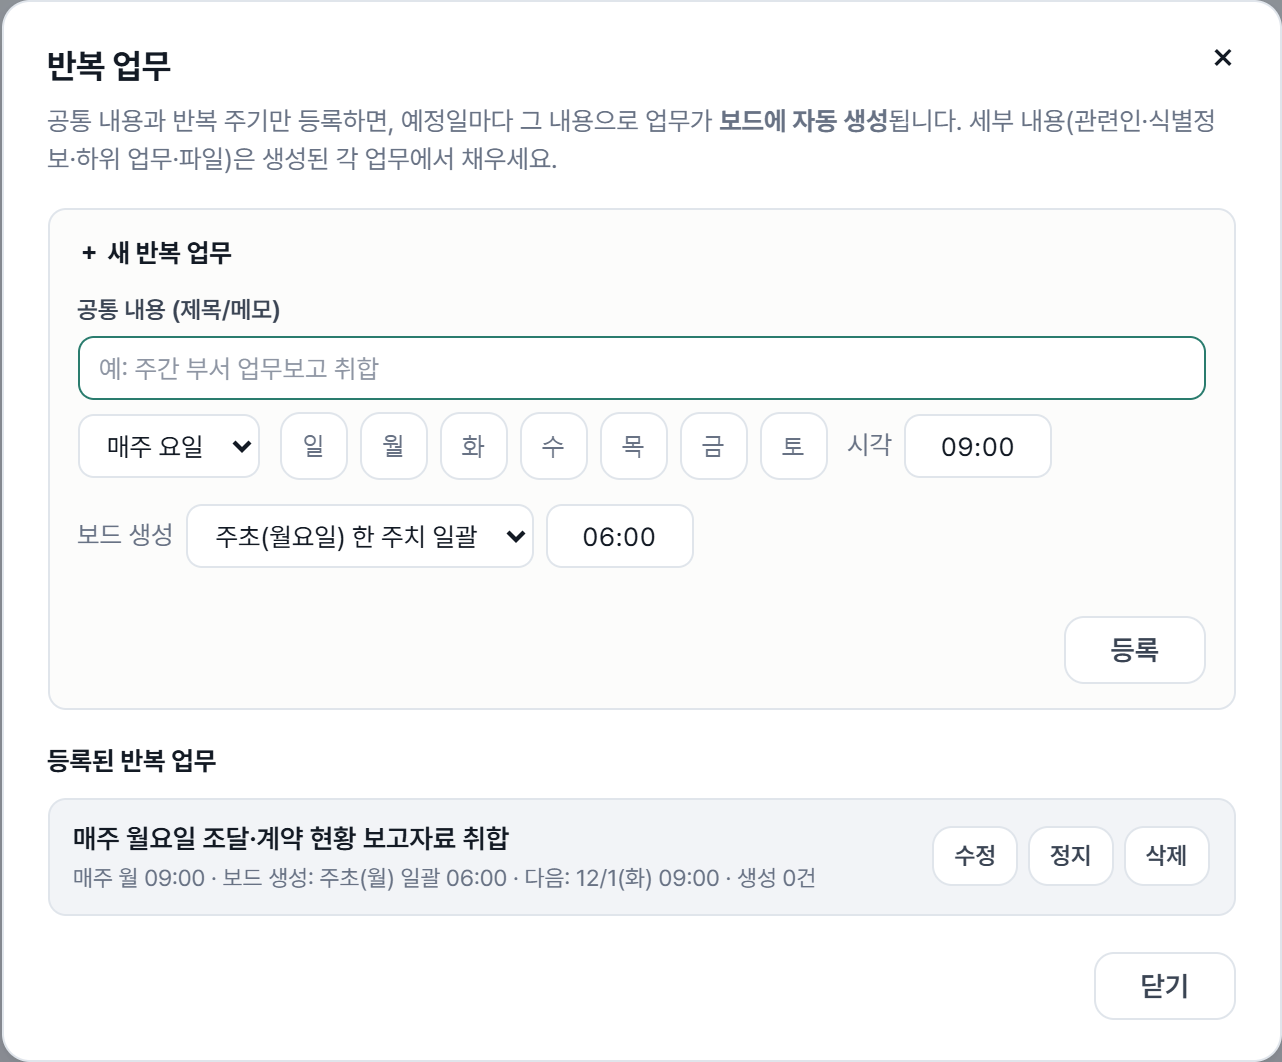 반복 업무
×
공통 내용과 반복 주기만 등록하면, 예정일마다 그 내용으로 업무가 보드에 자동 생성됩니다. 세부 내용(관련인·식별정
보·하위 업무·파일)은 생성된 각 업무에서 채우세요.
+ 새 반복 업무
공통 내용 (제목/메모)
예: 주간 부서 업무보고 취합
매주 요일 일 월 화 수 목 금 토 시각 09:00
보드 생성 주초(월요일) 한 주치 일괄 06:00
등록
등록된 반복 업무
매주 월요일 조달·계약 현황 보고자료 취합
매주 월 09:00 · 보드 생성: 주초(월) 일괄 06:00 · 다음: 12/1(화) 09:00 · 생성 0건
수정 정지 삭제
닫기